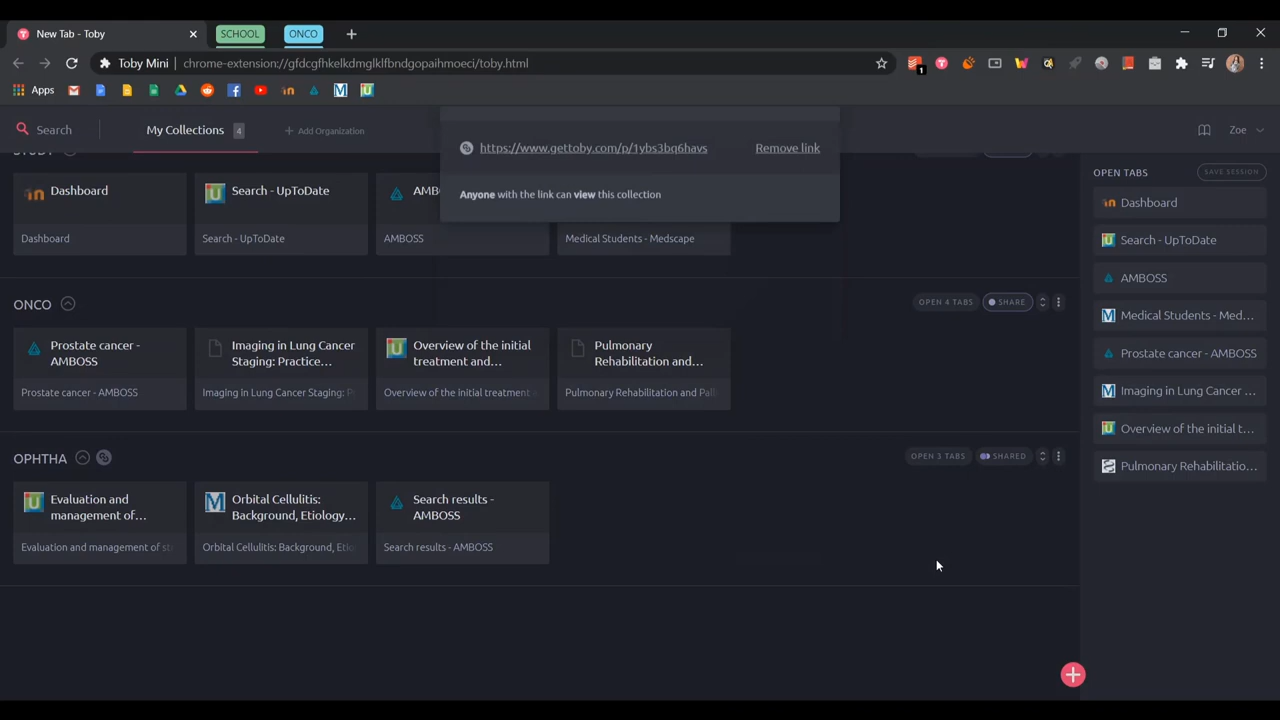 New Tab - Toby
SCHOOL
ONCO
Toby Mini
chrome-extension://gfdcgfhkelkdmglklfbndgopaihmoeci/toby.html
1
Apps
Search
My Collections 4
+ Add Organization
Zoe
https://www.gettoby.com/p/1ybs3bq6havs
Remove link
Anyone with the link can view this collection
STUDY
Dashboard
Dashboard
Search - UpToDate
Search - UpToDate
AMBOSS
Medical Students - Medscape
ONCO
OPEN 4 TABS
SHARE
Prostate cancer -
AMBOSS
Prostate cancer - AMBOSS
Imaging in Lung Cancer
Staging: Practice...
Imaging in Lung Cancer Staging: P
Overview of the initial
treatment and...
Overview of the initial treatment
Pulmonary
Rehabilitation and...
Pulmonary Rehabilitation and Pall
OPHTHA
OPEN 3 TABS
SHARED
Evaluation and
management of...
Evaluation and management of st
Orbital Cellulitis:
Background, Etiology...
Orbital Cellulitis: Background, Etio
Search results -
AMBOSS
Search results - AMBOSS
OPEN TABS
SAVE SESSION
Dashboard
Search - UpToDate
AMBOSS
Medical Students - Med...
Prostate cancer - AMBOSS
Imaging in Lung Cancer ...
Overview of the initial t...
Pulmonary Rehabilitatio...